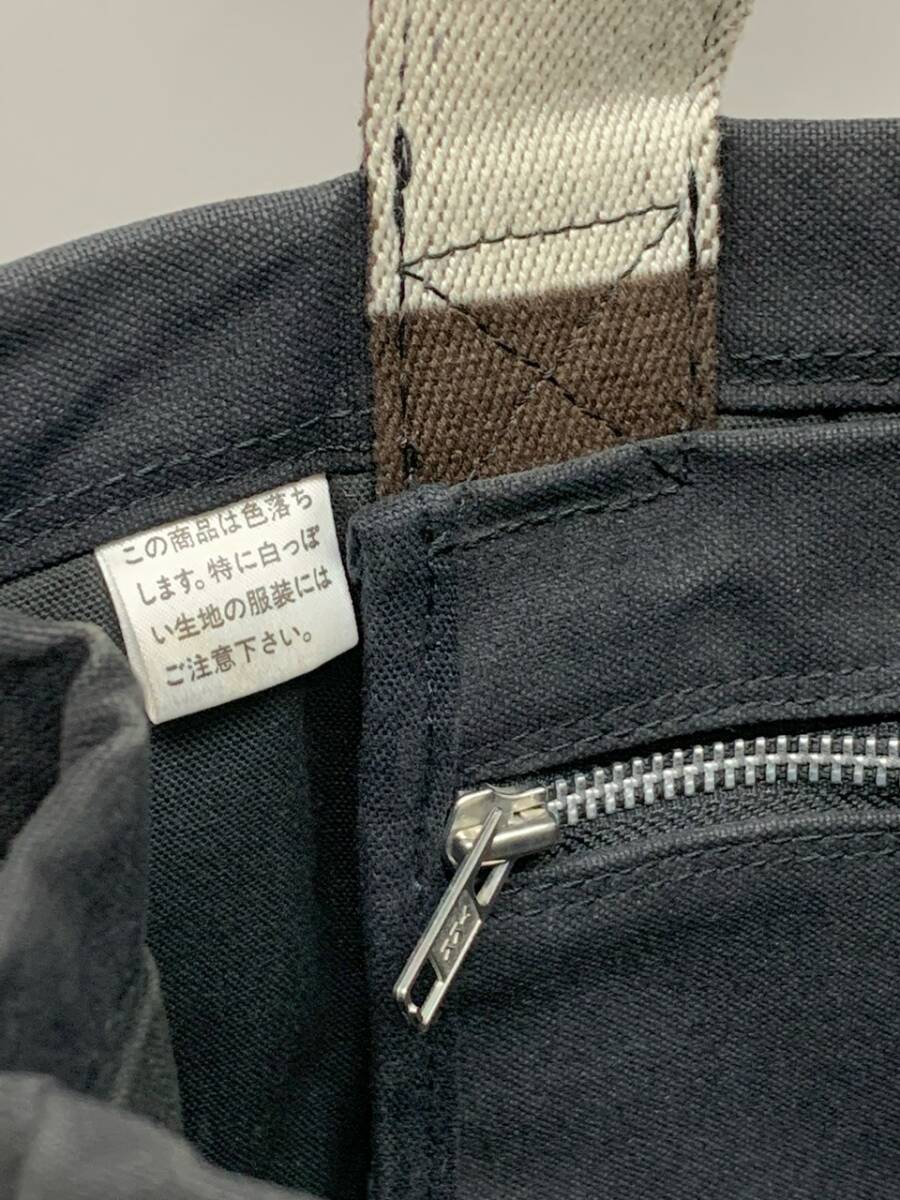 この商品は色落ち
します。特に白っぽ
い生地の服装には
ご注意下さい。
YKK